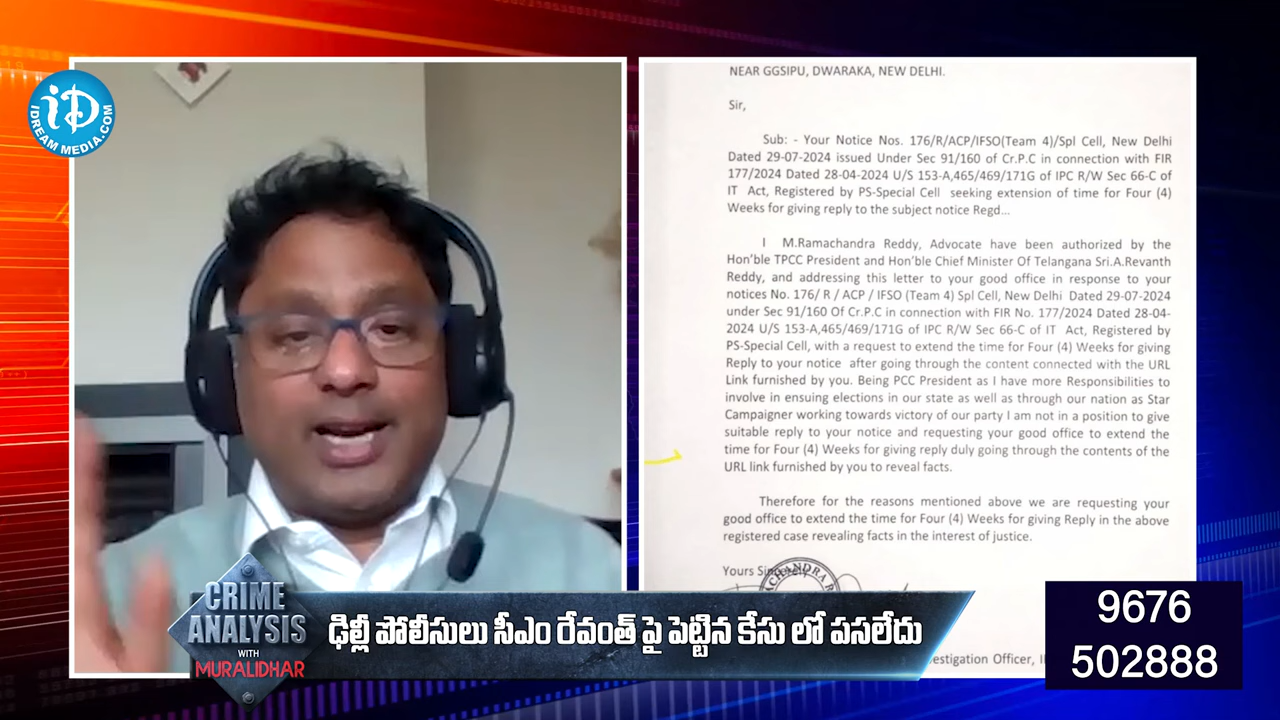 iD
IDREAM MEDIA.COM
NEAR GGSIPU, DWARAKA, NEW DELHI.
Sir,
Sub: - Your Notice Nos. 176/R/ACP/IFSO(Team 4)/Spl Cell, New Delhi
Dated 29-07-2024 issued Under Sec 91/160 of Cr.P.C in connection with FIR
177/2024 Dated 28-04-2024 U/S 153-A,465/469/171G of IPC R/W Sec 66-C of
IT Act, Registered by PS-Special Cell seeking extension of time for Four (4)
Weeks for giving reply to the subject notice Regd...
I M.Ramachandra Reddy, Advocate have been authorized by the
Hon'ble TPCC President and Hon'ble Chief Minister Of Telangana Sri.A.Revanth
Reddy, and addressing this letter to your good office in response to your
notices No. 176/ R / ACP / IFSO (Team 4) Spl Cell, New Delhi Dated 29-07-2024
under Sec 91/160 Of Cr.P.C in connection with FIR No. 177/2024 Dated 28-04-
2024 U/S 153-A,465/469/171G of IPC R/W Sec 66-C of IT Act, Registered by
PS-Special Cell, with a request to extend the time for Four (4) Weeks for giving
Reply to your notice after going through the content connected with the URL
Link furnished by you. Being PCC President as I have more Responsibilities to
involve in ensuing elections in our state as well as through our nation as Star
Campaigner working towards victory of our party I am not in a position to give
suitable reply to your notice and requesting your good office to extend the
time for Four (4) Weeks for giving reply duly going through the contents of the
URL link furnished by you to reveal facts.
Therefore for the reasons mentioned above we are requesting your
good office to extend the time for Four (4) Weeks for giving Reply in the above
registered case revealing facts in the interest of justice.
Yours Sincerely
CRIME
ANALYSIS
WITH
MURALIDHAR
ఢిల్లీ పోలీసులు సీఎం రేవంత్ పై పెట్టిన కేసు లో పసలేదు
9676
502888